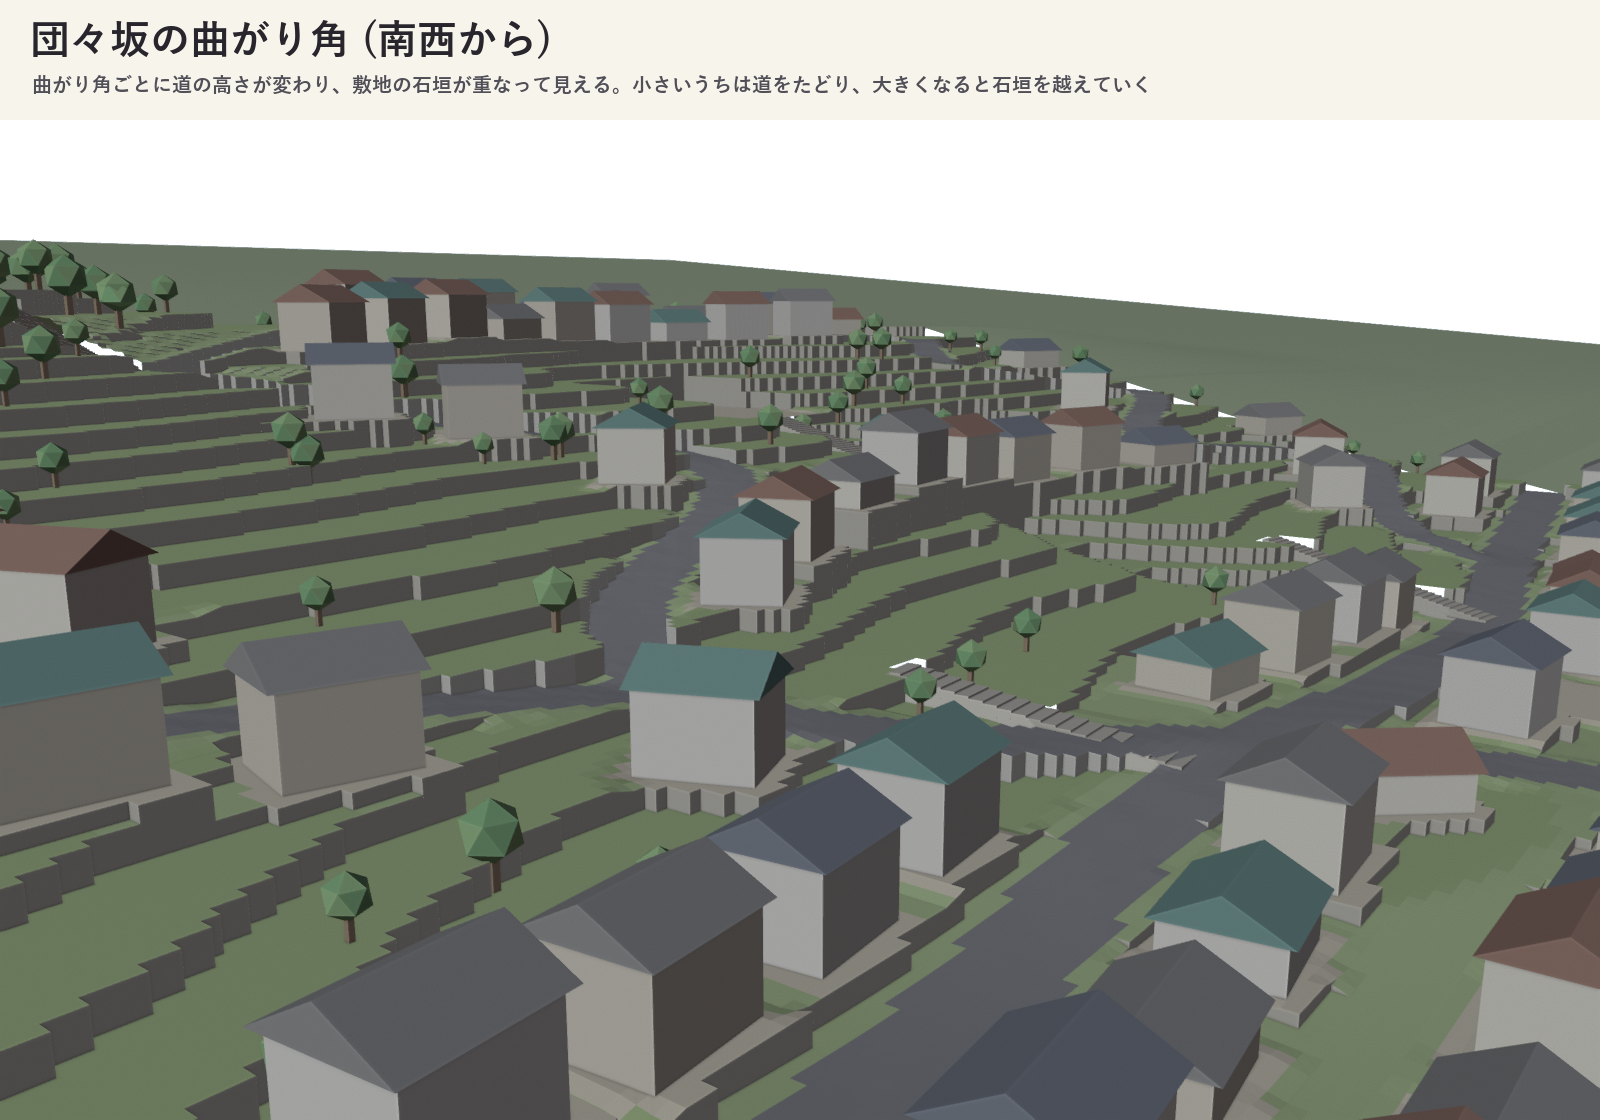 団々坂の曲がり角 (南西から)
曲がり角ごとに道の高さが変わり、敷地の石垣が重なって見える。小さいうちは道をたどり、大きくなると石垣を越えていく